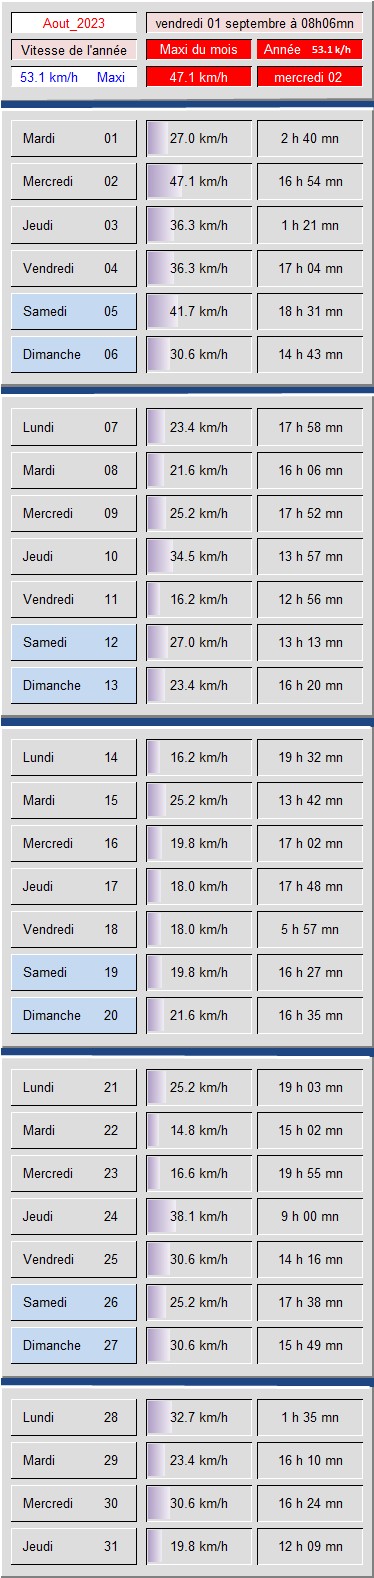 Aout_2023 vendredi 01 septembre à 08h06mn
Vitesse de l'année Maxi du mois Année 53.1 k/h
53.1 km/h Maxi 47.1 km/h mercredi 02
Mardi 01 27.0 km/h 2 h 40 mn
Mercredi 02 47.1 km/h 16 h 54 mn
Jeudi 03 36.3 km/h 1 h 21 mn
Vendredi 04 36.3 km/h 17 h 04 mn
Samedi 05 41.7 km/h 18 h 31 mn
Dimanche 06 30.6 km/h 14 h 43 mn
Lundi 07 23.4 km/h 17 h 58 mn
Mardi 08 21.6 km/h 16 h 06 mn
Mercredi 09 25.2 km/h 17 h 52 mn
Jeudi 10 34.5 km/h 13 h 57 mn
Vendredi 11 16.2 km/h 12 h 56 mn
Samedi 12 27.0 km/h 13 h 13 mn
Dimanche 13 23.4 km/h 16 h 20 mn
Lundi 14 16.2 km/h 19 h 32 mn
Mardi 15 25.2 km/h 13 h 42 mn
Mercredi 16 19.8 km/h 17 h 02 mn
Jeudi 17 18.0 km/h 17 h 48 mn
Vendredi 18 18.0 km/h 5 h 57 mn
Samedi 19 19.8 km/h 16 h 27 mn
Dimanche 20 21.6 km/h 16 h 35 mn
Lundi 21 25.2 km/h 19 h 03 mn
Mardi 22 14.8 km/h 15 h 02 mn
Mercredi 23 16.6 km/h 19 h 55 mn
Jeudi 24 38.1 km/h 9 h 00 mn
Vendredi 25 30.6 km/h 14 h 16 mn
Samedi 26 25.2 km/h 17 h 38 mn
Dimanche 27 30.6 km/h 15 h 49 mn
Lundi 28 32.7 km/h 1 h 35 mn
Mardi 29 23.4 km/h 16 h 10 mn
Mercredi 30 30.6 km/h 16 h 24 mn
Jeudi 31 19.8 km/h 12 h 09 mn